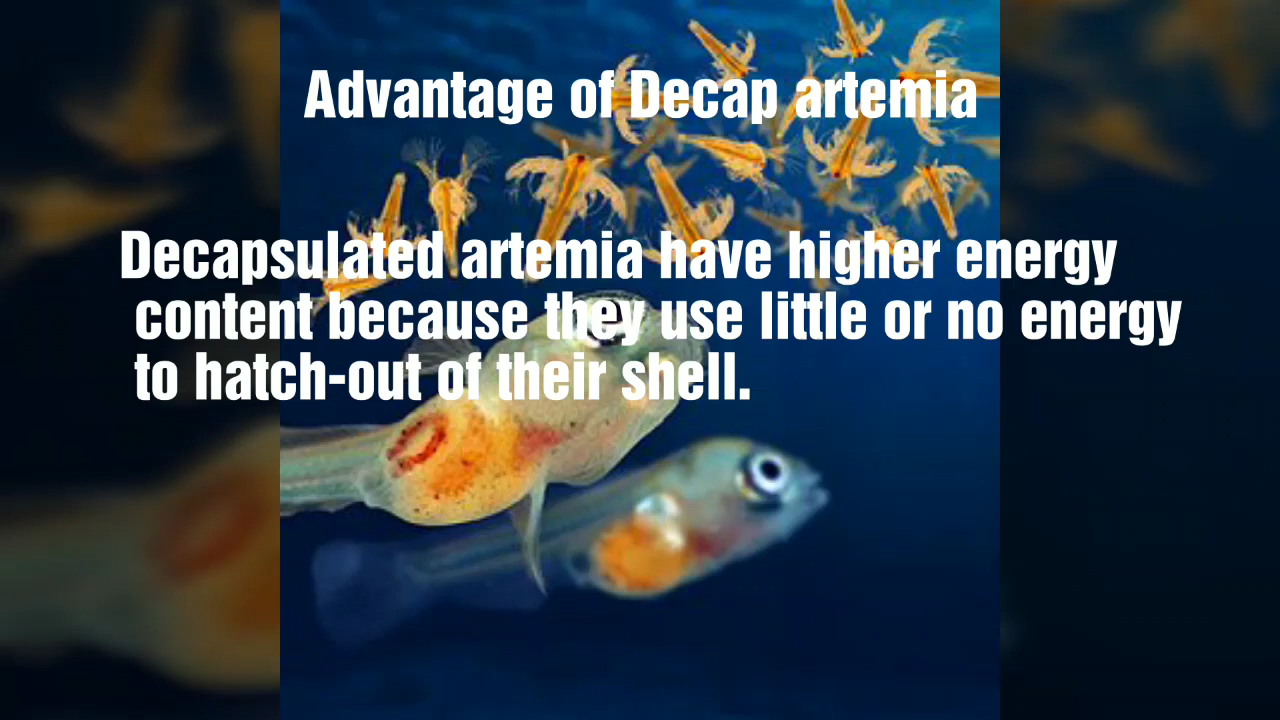 Advantage of Decap artemia
Decapsulated artemia have higher energy
content because they use little or no energy
to hatch-out of their shell.